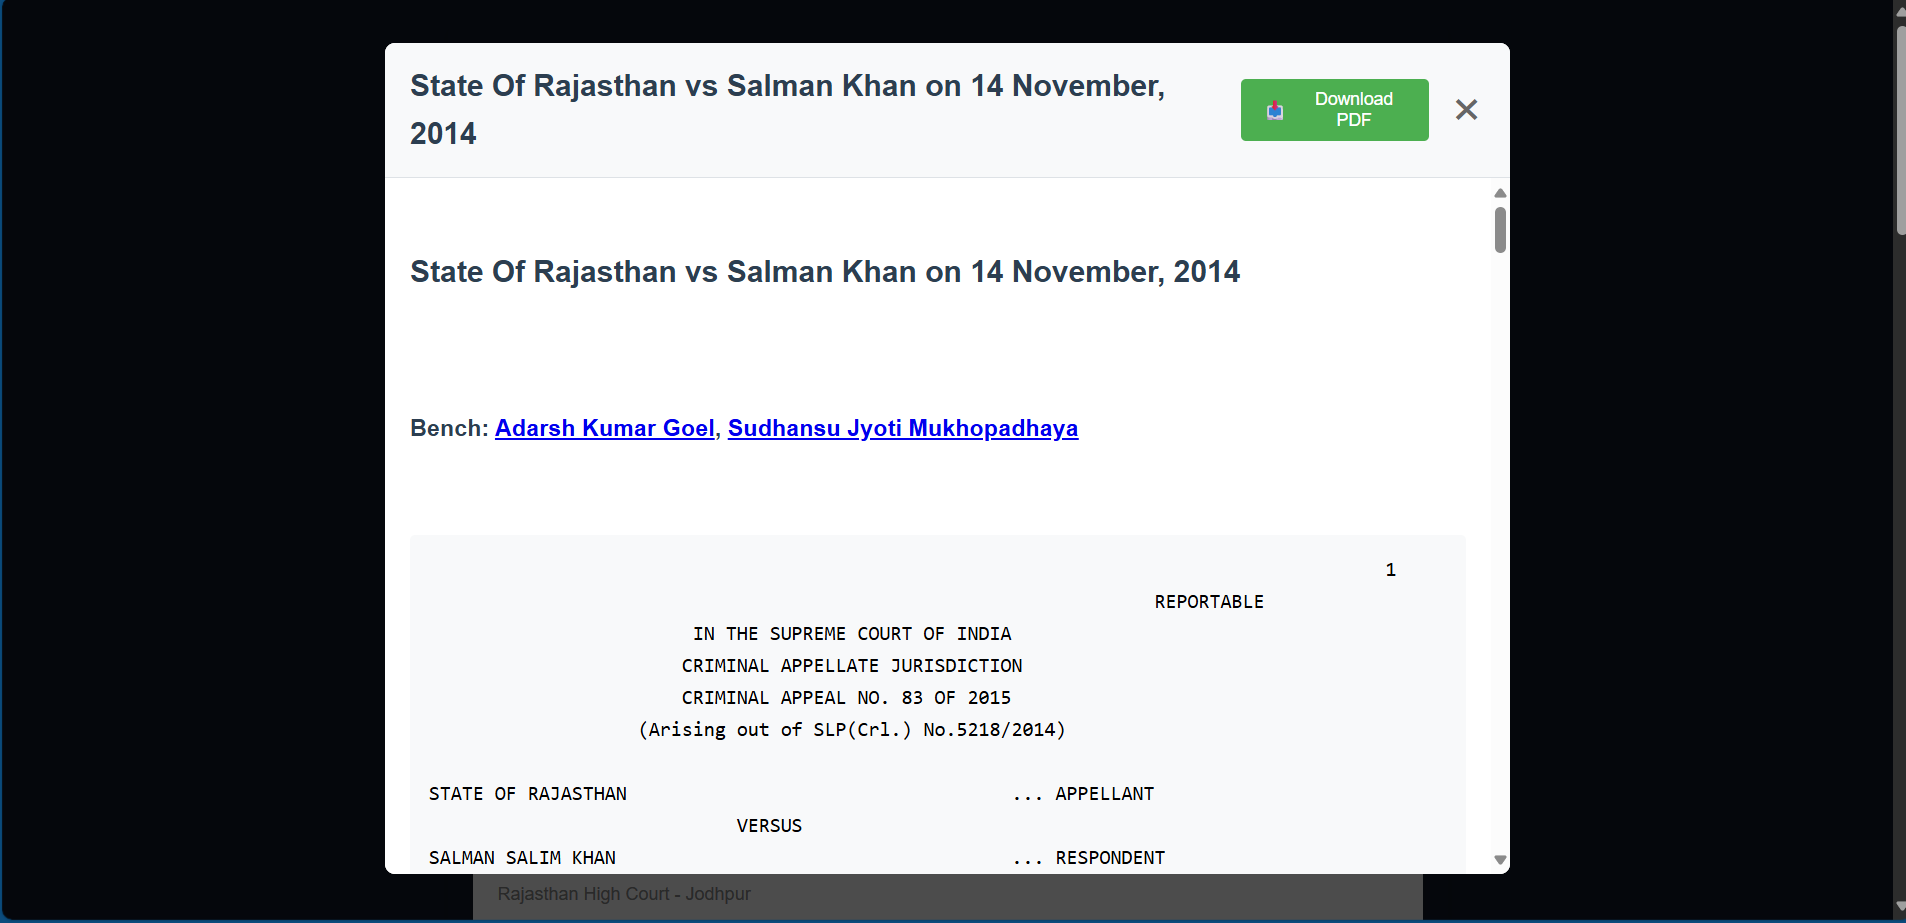 State Of Rajasthan vs Salman Khan on 14 November,
2014
Download
PDF
State Of Rajasthan vs Salman Khan on 14 November, 2014
Bench: Adarsh Kumar Goel, Sudhansu Jyoti Mukhopadhaya
1
REPORTABLE
IN THE SUPREME COURT OF INDIA
CRIMINAL APPELLATE JURISDICTION
CRIMINAL APPEAL NO. 83 OF 2015
(Arising out of SLP(Crl.) No.5218/2014)
STATE OF RAJASTHAN ... APPELLANT
VERSUS
SALMAN SALIM KHAN ... RESPONDENT
Rajasthan High Court - Jodhpur